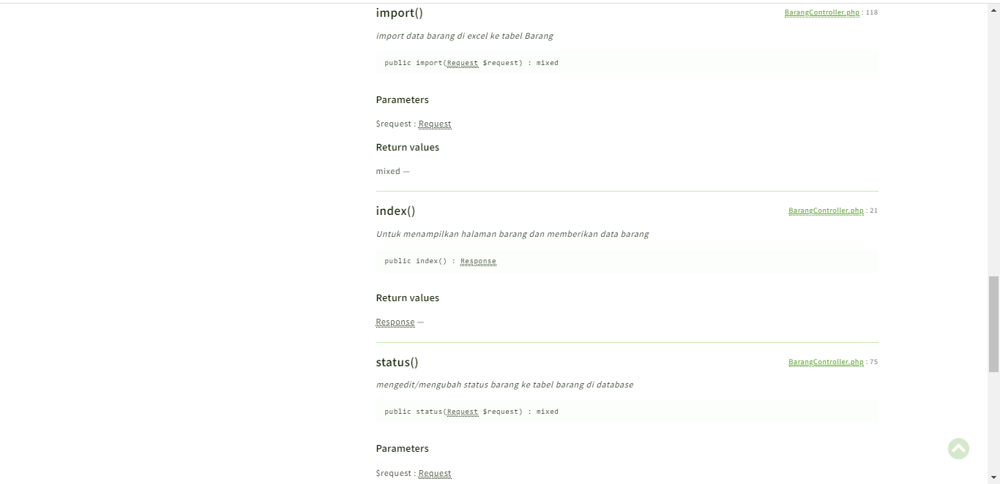 import()
BarangController.php : 118
import data barang di excel ke tabel Barang
public import(Request $request) : mixed
Parameters
$request : Request
Return values
mixed —
index()
BarangController.php : 21
Untuk menampilkan halaman barang dan memberikan data barang
public index() : Response
Return values
Response —
status()
BarangController.php : 75
mengedit/mengubah status barang ke tabel barang di database
public status(Request $request) : mixed
Parameters
$request : Request